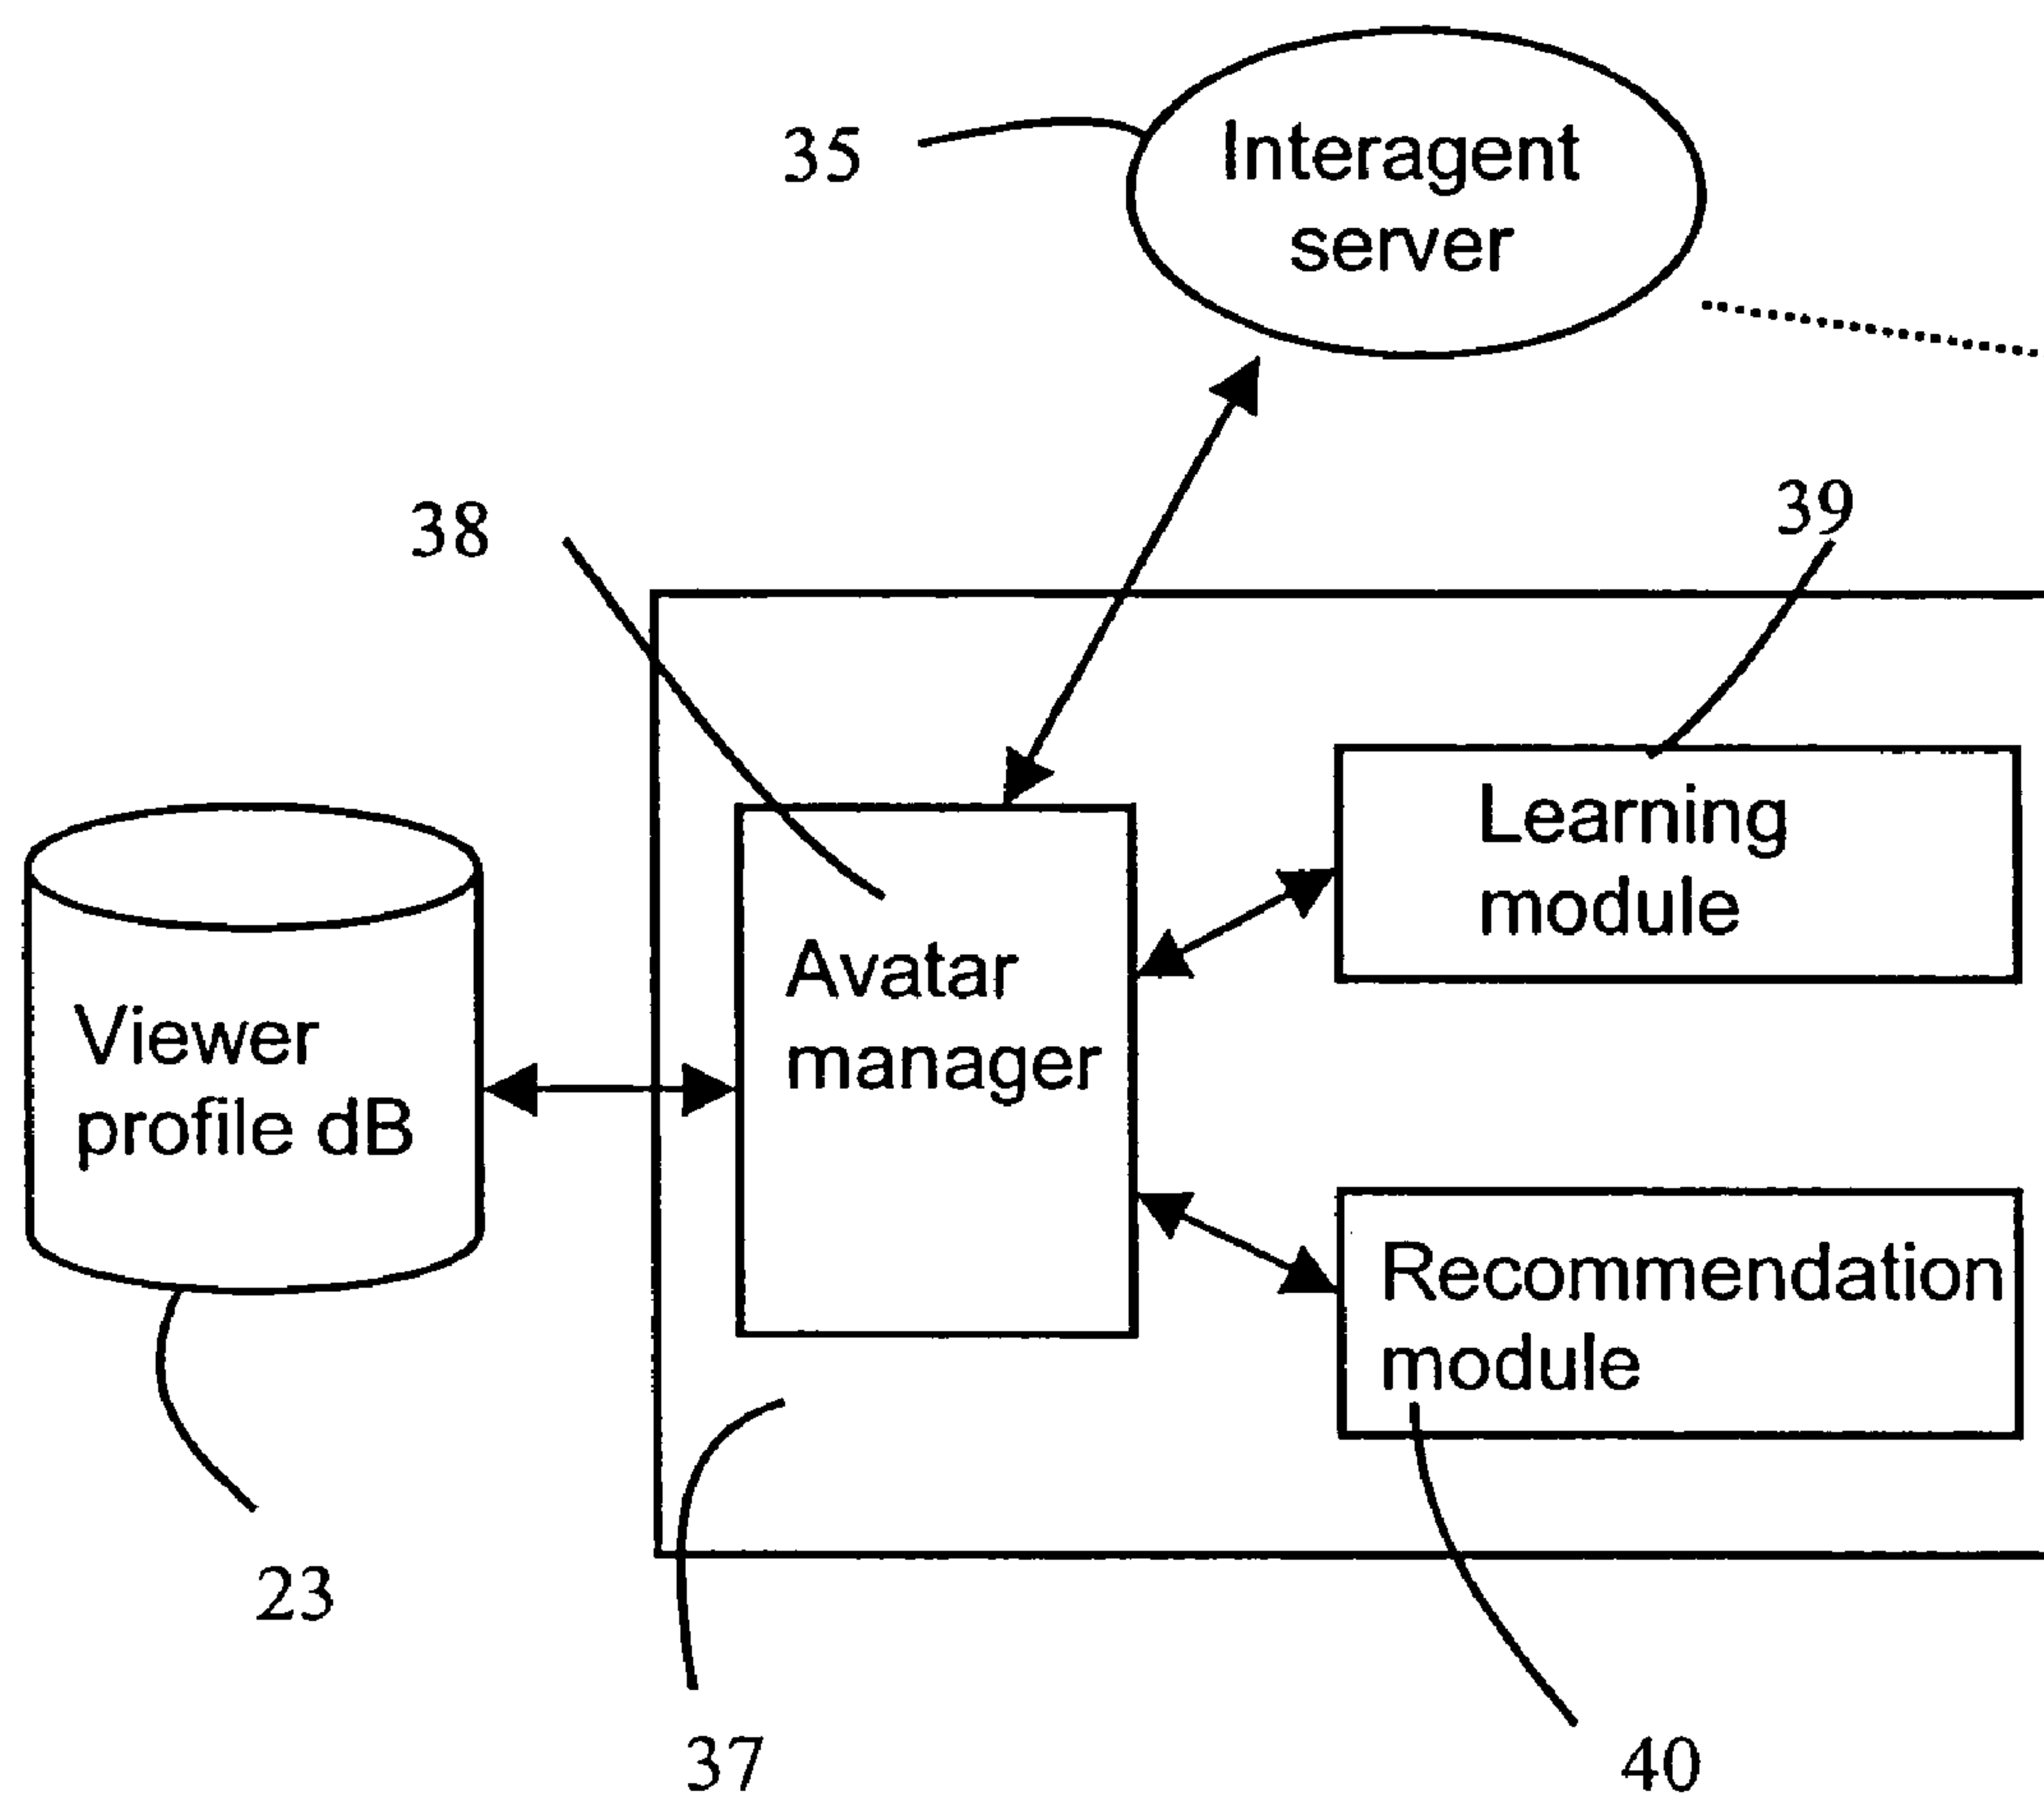 35
Interagent
server
38
39
Learning
module
Avatar
manager
Viewer
profile dB
Recommendation
module
23
37
40